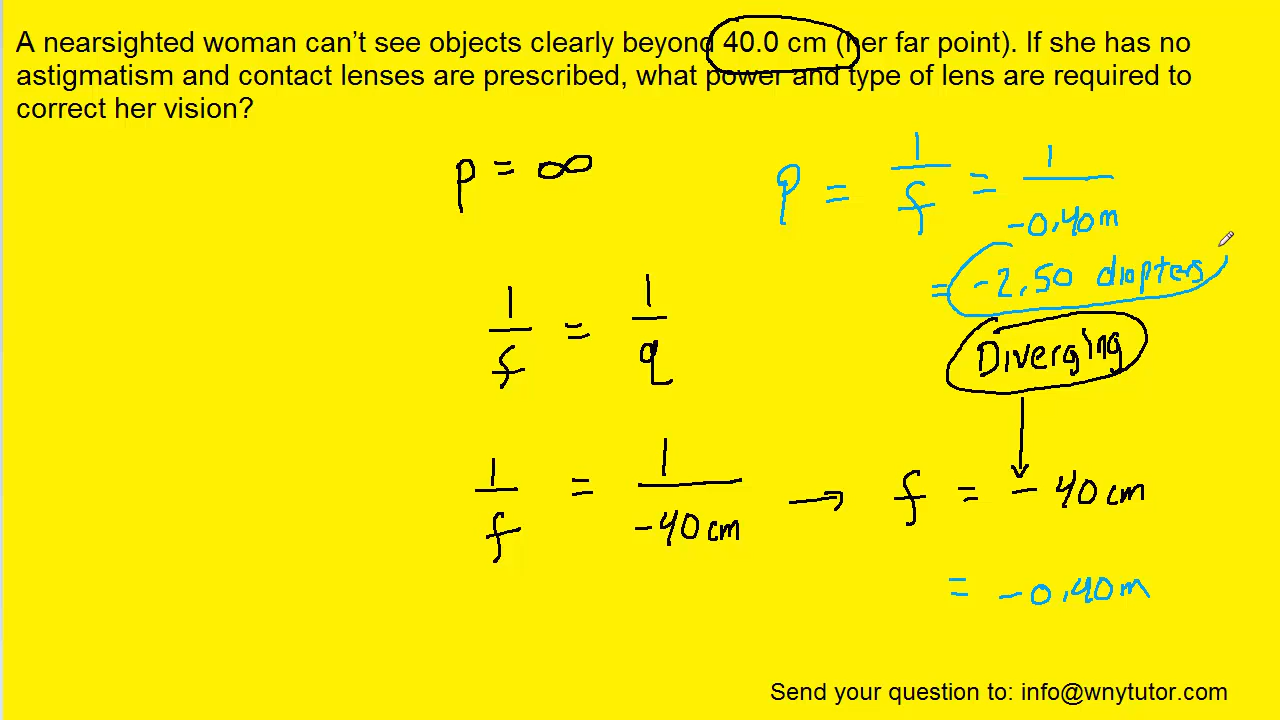 A nearsighted woman can't see objects clearly beyond 40.0 cm (her far point). If she has no
astigmatism and contact lenses are prescribed, what power and type of lens are required to
correct her vision?
p = ∞
1/f = 1/q
1/f = 1/-40cm → f = -40cm
= -0.40m
P = 1/f = 1/-0.40m
= -2.50 diopters
Diverging
Send your question to: info@wnytutor.com